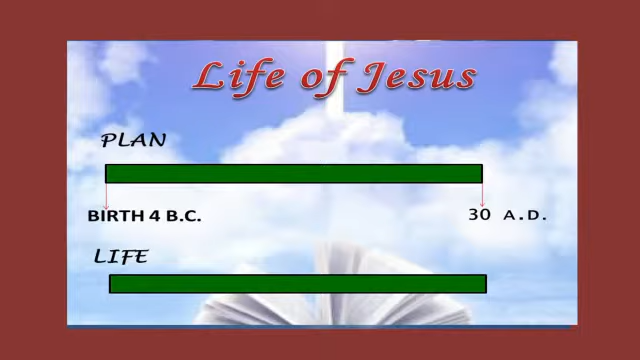 Life of Jesus
PLAN
BIRTH 4 B.C.
30 A.D.
LIFE